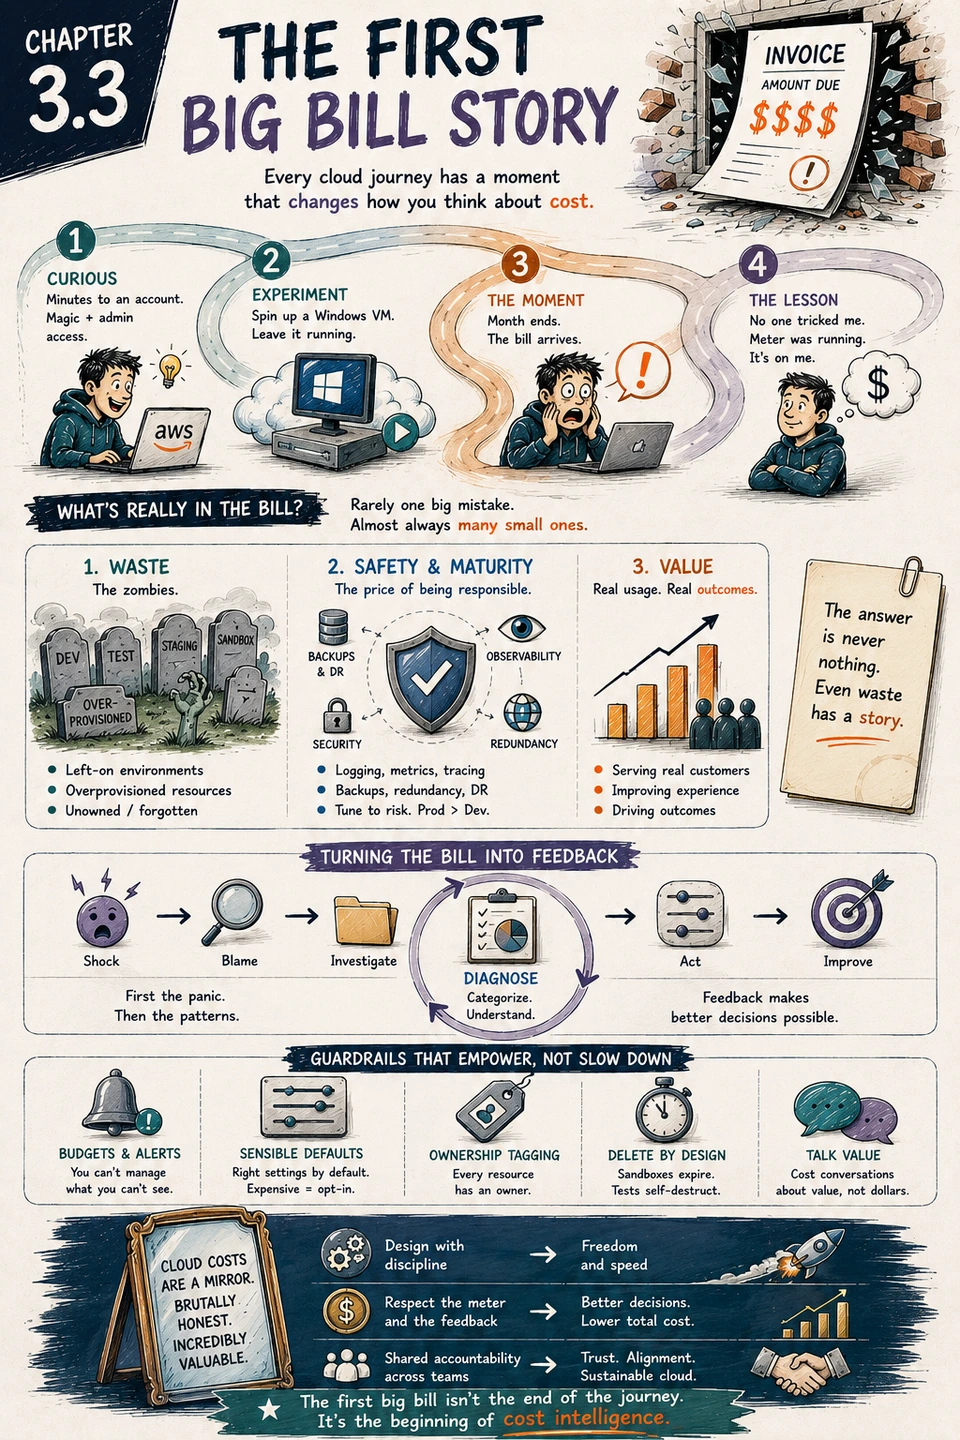 CHAPTER
3.3
THE FIRST
BIG BILL STORY
Every cloud journey has a moment
that changes how you think about cost.
INVOICE
AMOUNT DUE
$$$$
!
1
CURIOUS
Minutes to an account.
Magic + admin
access.
aws
2
EXPERIMENT
Spin up a Windows VM.
Leave it running.
3
THE MOMENT
Month ends.
The bill arrives.
!
4
THE LESSON
No one tricked me.
Meter was running.
It's on me.
$
WHAT'S REALLY IN THE BILL?
Rarely one big mistake.
Almost always many small ones.
1. WASTE
The zombies.
DEV
TEST
STAGING
SANDBOX
OVER-
PROVISIONED
Left-on environments
Overprovisioned resources
Unowned / forgotten
2. SAFETY & MATURITY
The price of being responsible.
BACKUPS
& DR
OBSERVABILITY
SECURITY
REDUNDANCY
Logging, metrics, tracing
Backups, redundancy, DR
Tune to risk. Prod > Dev.
3. VALUE
Real usage. Real outcomes.
Serving real customers
Improving experience
Driving outcomes
The answer
is never
nothing.
Even waste
has a story.
TURNING THE BILL INTO FEEDBACK
Shock
Blame
Investigate
DIAGNOSE
Categorize.
Understand.
Act
Improve
First the panic.
Then the patterns.
Feedback makes
better decisions possible.
GUARDRAILS THAT EMPOWER, NOT SLOW DOWN
!
BUDGETS & ALERTS
You can't manage
what you can't see.
SENSIBLE DEFAULTS
Right settings by default.
Expensive = opt-in.
OWNERSHIP TAGGING
Every resource
has an owner.
DELETE BY DESIGN
Sandboxes expire.
Tests self-destruct.
TALK VALUE
Cost conversations
about value, not dollars.
CLOUD COSTS
ARE A MIRROR.
BRUTALLY
HONEST.
INCREDIBLY
VALUABLE.
Design with
discipline
Freedom
and speed
$
Respect the meter
and the feedback
Better decisions.
Lower total cost.
Shared accountability
across teams
Trust. Alignment.
Sustainable cloud.
The first big bill isn't the end of the journey.
It's the beginning of cost intelligence.